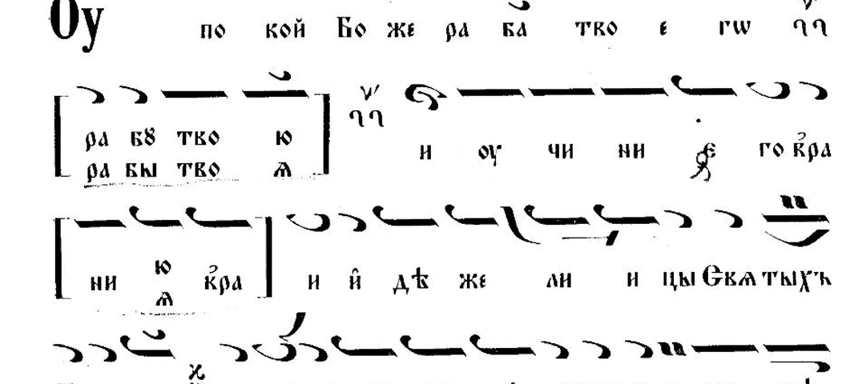 Оу по кой Бо же ра ба тво е гѡ
ра бꙋ тво ю
ра бы тво ѧ
и оу чи ни е го в̾ ра
ни ю в̾ ра
ѧ
и и҆ дѣ же ли и цы Свѧ тыхъ